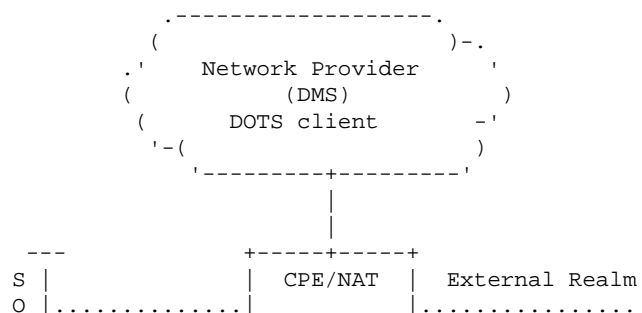 Network Provider
(DMS)
DOTS client
S | | CPE/NAT | External Realm
O |..............| |................